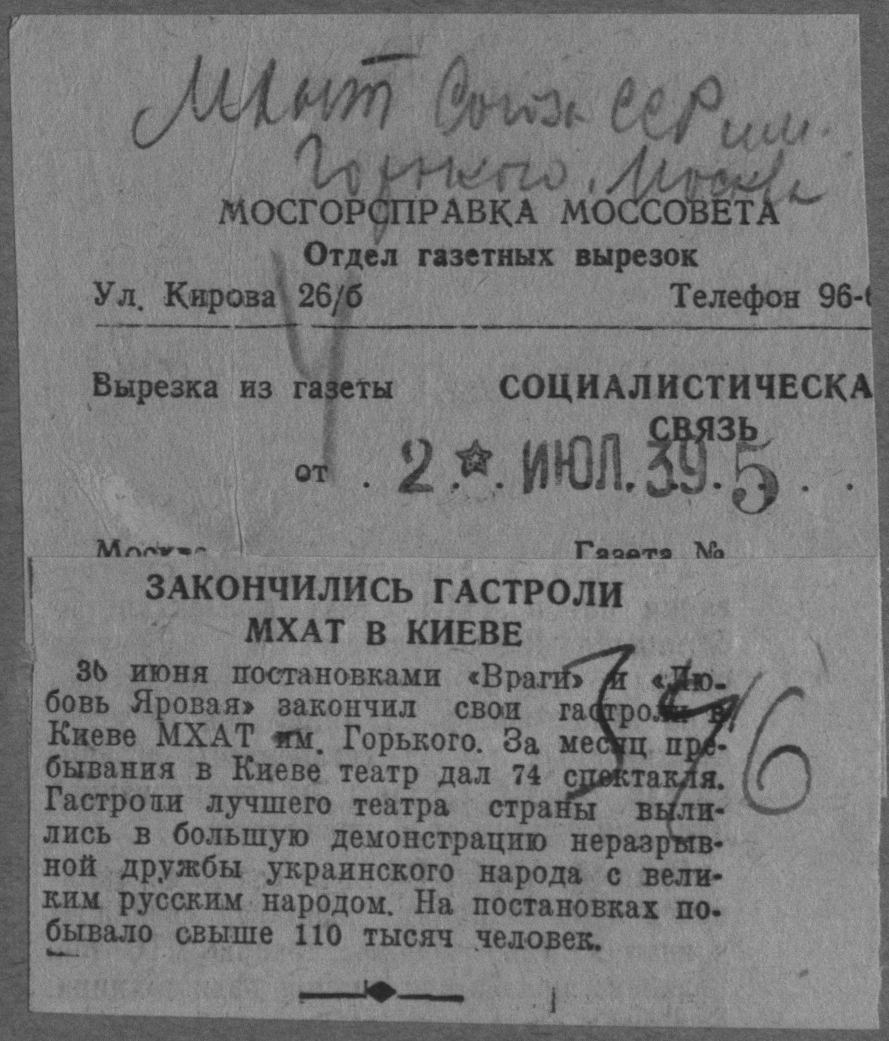 МХАТ Союза ССР им.
Горького. Москва
МОСГОРСПРАВКА МОССОВЕТА
Отдел газетных вырезок
Ул. Кирова 26/б Телефон 96-
Вырезка из газеты СОЦИАЛИСТИЧЕСКА
СВЯЗЬ
от . 2 . ИЮЛ. 39 . 5 . .
Москва Газета №
ЗАКОНЧИЛИСЬ ГАСТРОЛИ
МХАТ В КИЕВЕ
30 июня постановками «Враги» и «Лю-
бовь Яровая» закончил свои гастроли в
Киеве МХАТ им. Горького. За месяц пре-
бывания в Киеве театр дал 74 спектакля.
Гастроли лучшего театра страны выли-
лись в большую демонстрацию неразрыв-
ной дружбы украинского народа с вели-
ким русским народом. На постановках по-
бывало свыше 110 тысяч человек.